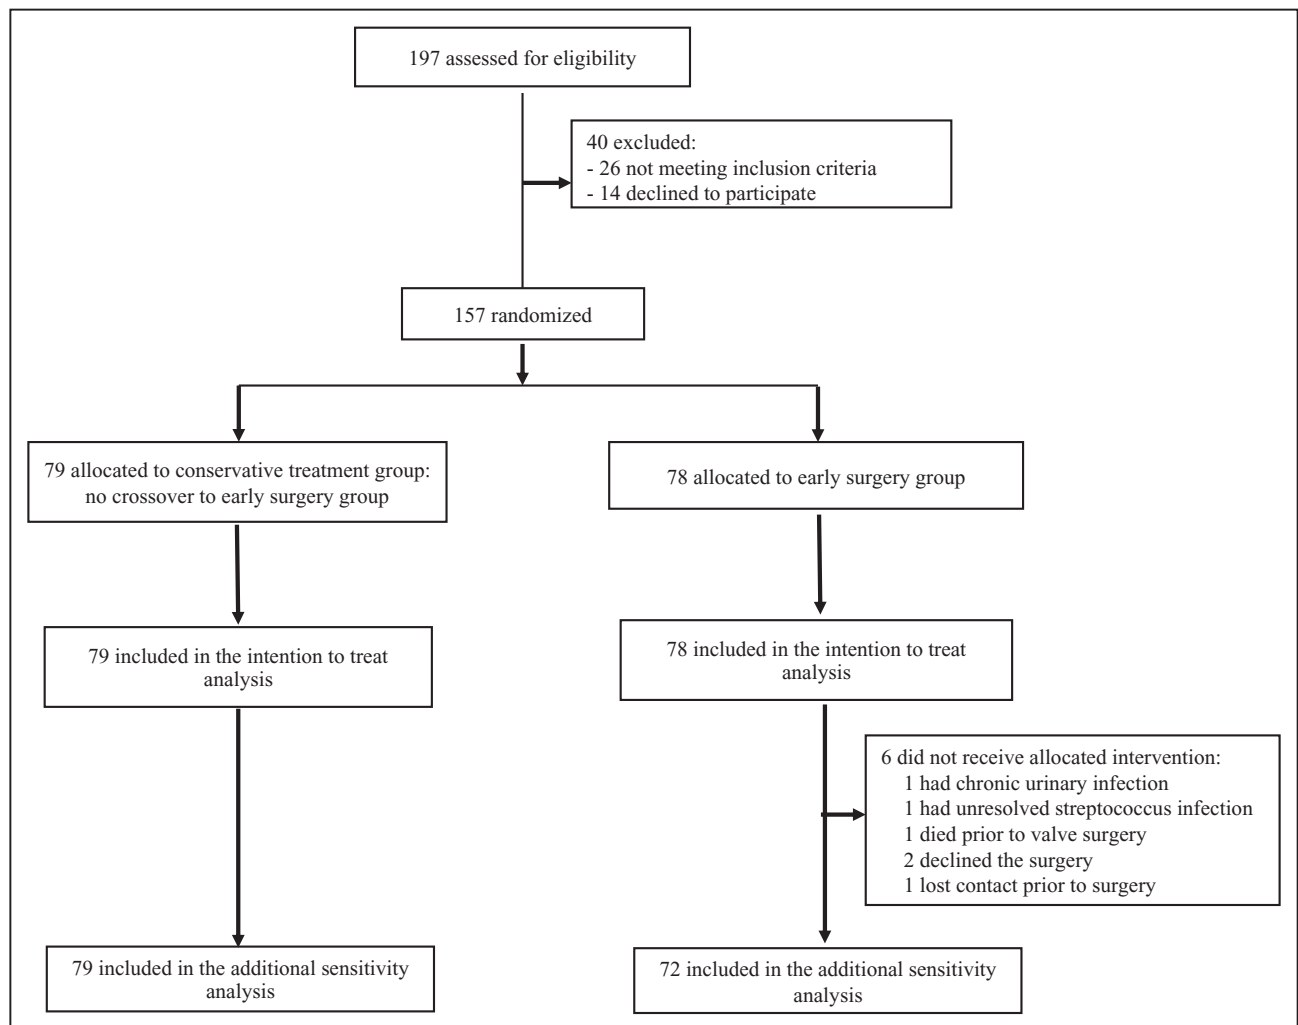 197 assessed for eligibility
40 excluded:
- 26 not meeting inclusion criteria
- 14 declined to participate
157 randomized
79 allocated to conservative treatment group:
no crossover to early surgery group
78 allocated to early surgery group
79 included in the intention to treat
analysis
78 included in the intention to treat
analysis
6 did not receive allocated intervention:
1 had chronic urinary infection
1 had unresolved streptococcus infection
1 died prior to valve surgery
2 declined the surgery
1 lost contact prior to surgery
79 included in the additional sensitivity
analysis
72 included in the additional sensitivity
analysis